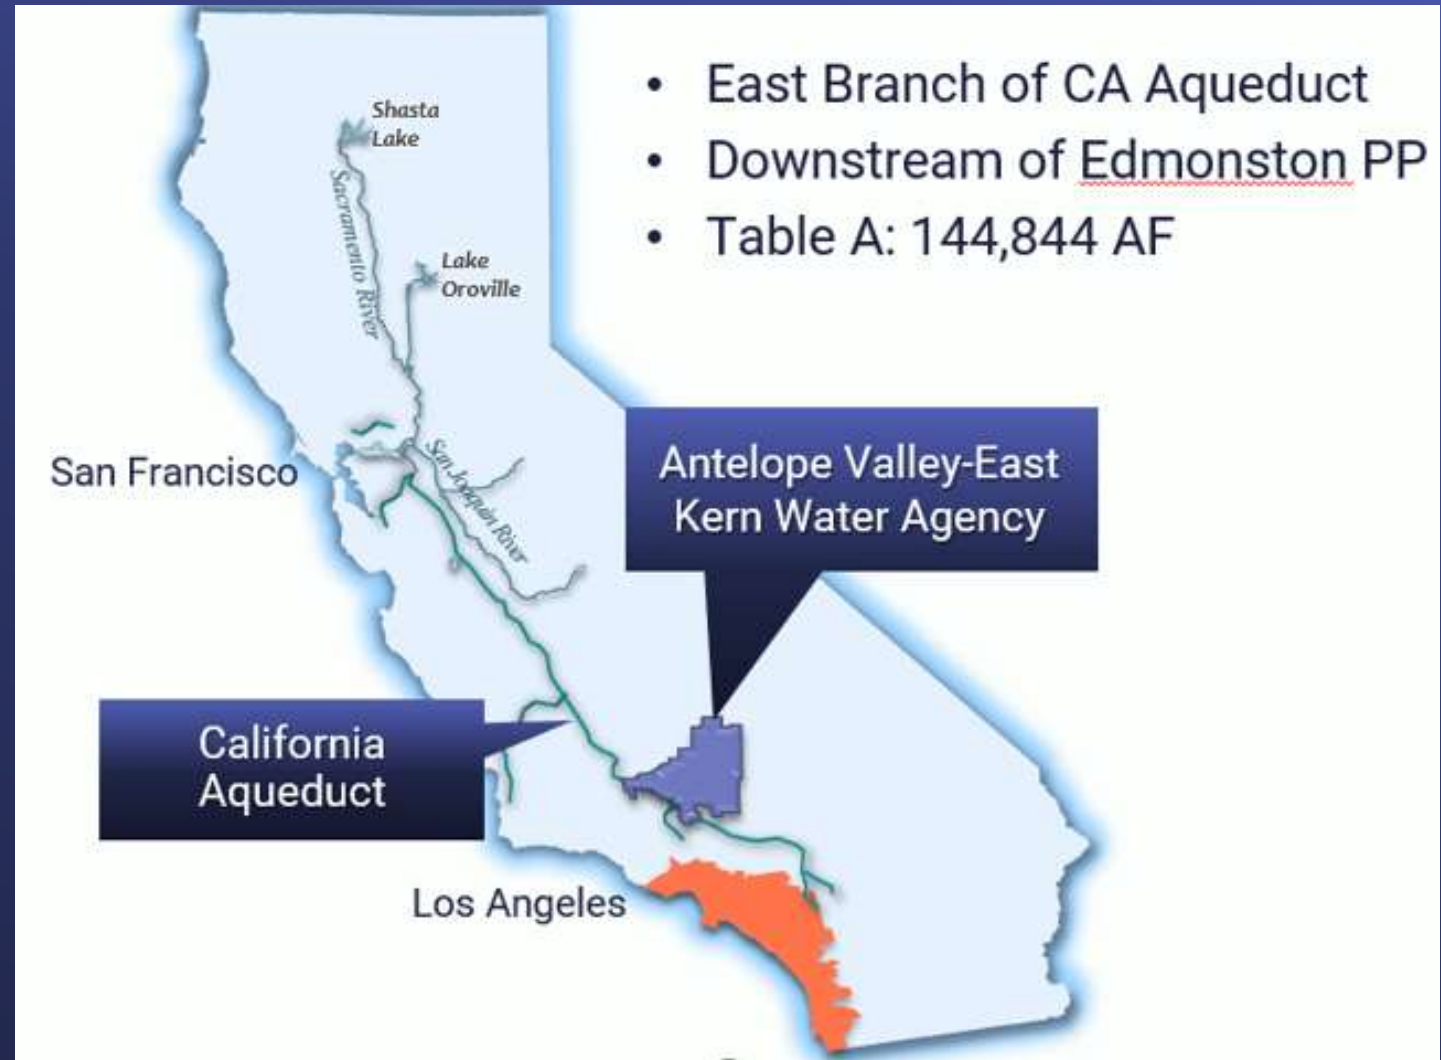 • East Branch of CA Aqueduct
• Downstream of Edmonston PP
• Table A: 144,844 AF
Shasta
Lake
Sacramento River
Lake
Oroville
San Francisco
San Joaquin River
Antelope Valley-East
Kern Water Agency
California
Aqueduct
Los Angeles